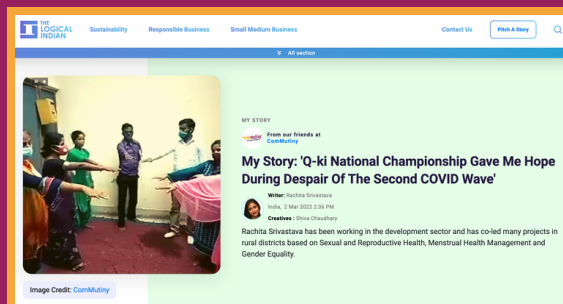 THE
LOGICAL
INDIAN
Sustainability
Responsible Business
Small Medium Business
Contact Us
Pitch A Story
All section
MY STORY
From our friends at
ComMutiny
My Story: 'Q-ki National Championship Gave Me Hope
During Despair Of The Second COVID Wave'
Writer: Rachita Srivastava
India, 2 Mar 2022 2:36 PM
Creatives : Shiva Chaudhary
Rachita Srivastava has been working in the development sector and has co-led many projects in
rural districts based on Sexual and Reproductive Health, Menstrual Health Management and
Gender Equality.
Image Credit: ComMutiny